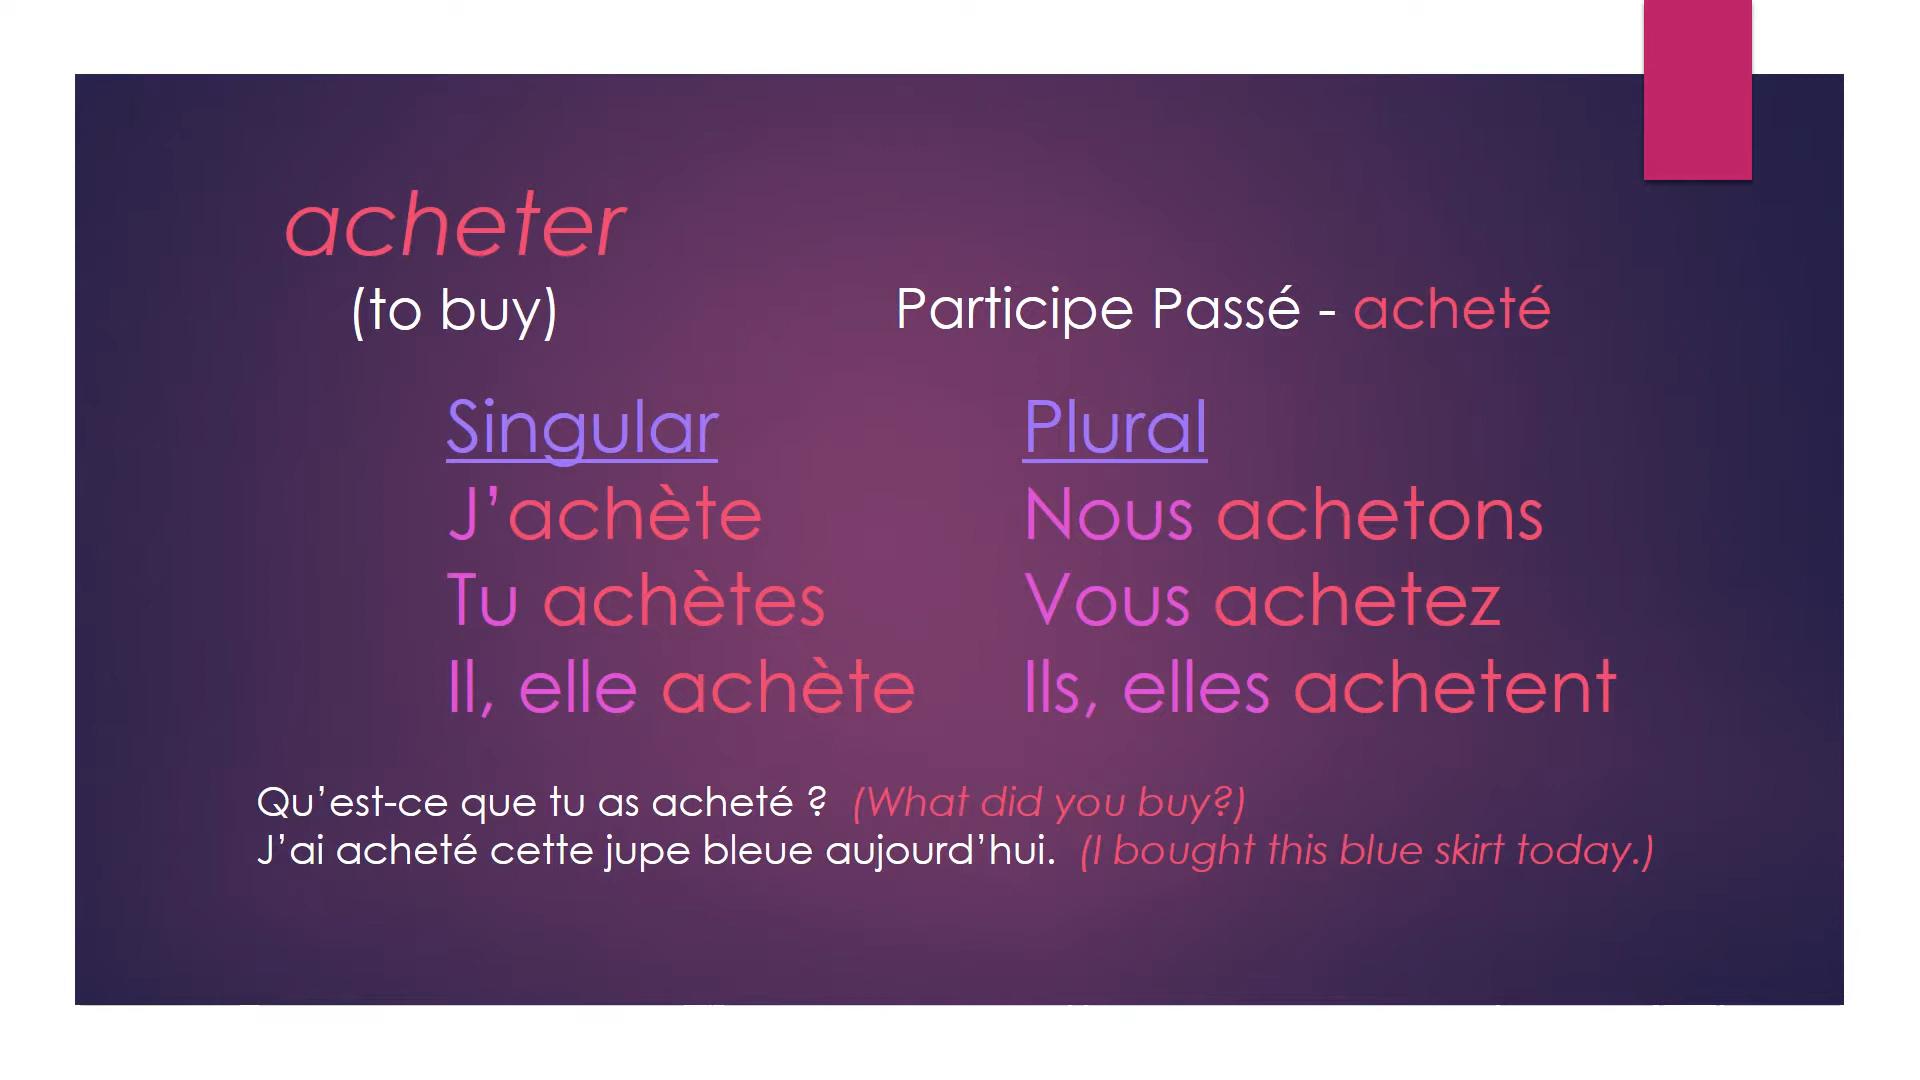 acheter
(to buy)
Participe Passé - acheté
Singular
J’achète
Tu achètes
Il, elle achète
Plural
Nous achetons
Vous achetez
Ils, elles achetent
Qu’est-ce que tu as acheté ? (What did you buy?)
J’ai acheté cette jupe bleue aujourd’hui. (I bought this blue skirt today.)